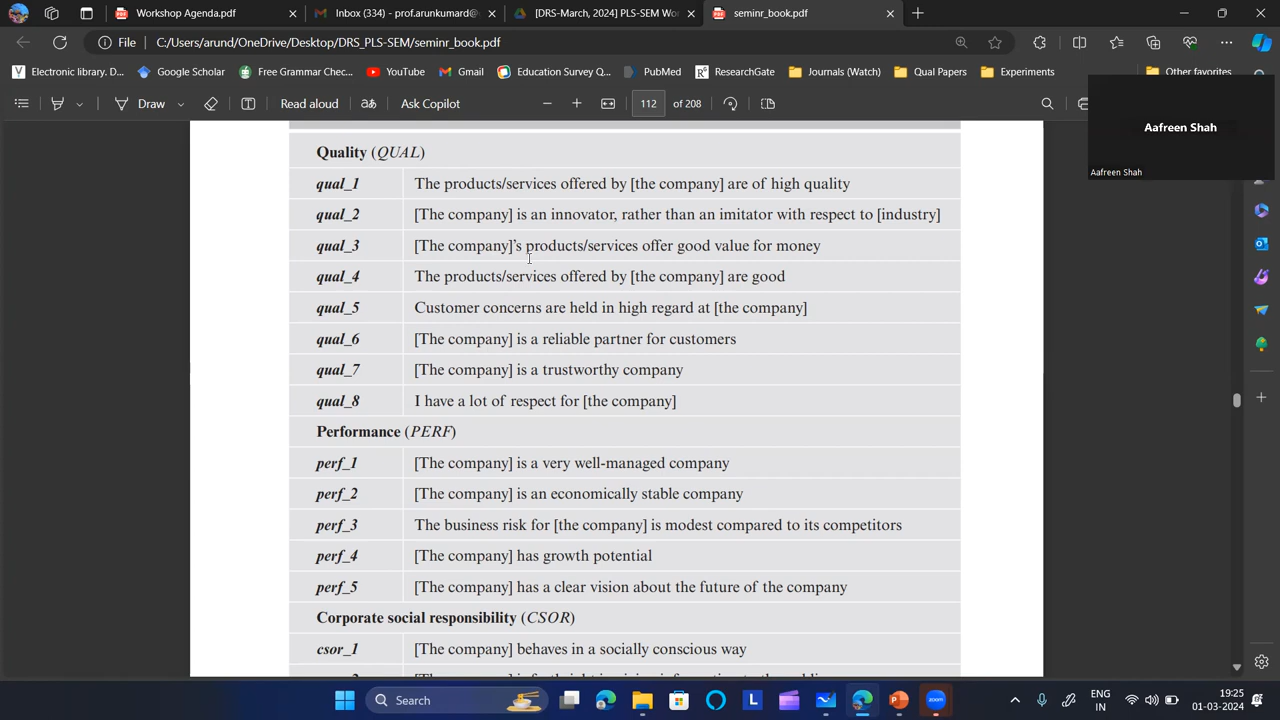 Workshop Agenda.pdf
Inbox (334) - prof.arunkumard@
[DRS-March, 2024] PLS-SEM Wo
seminr_book.pdf
File C:/Users/arund/OneDrive/Desktop/DRS_PLS-SEM/seminr_book.pdf
Electronic library. D... Google Scholar Free Grammar Chec... YouTube Gmail Education Survey Q... PubMed ResearchGate Journals (Watch) Qual Papers Experiments Other favorites
Draw Read aloud aあ Ask Copilot 112 of 208
Aafreen Shah
Aafreen Shah
Quality (QUAL)
qual_1 The products/services offered by [the company] are of high quality
qual_2 [The company] is an innovator, rather than an imitator with respect to [industry]
qual_3 [The company]'s products/services offer good value for money
qual_4 The products/services offered by [the company] are good
qual_5 Customer concerns are held in high regard at [the company]
qual_6 [The company] is a reliable partner for customers
qual_7 [The company] is a trustworthy company
qual_8 I have a lot of respect for [the company]
Performance (PERF)
perf_1 [The company] is a very well-managed company
perf_2 [The company] is an economically stable company
perf_3 The business risk for [the company] is modest compared to its competitors
perf_4 [The company] has growth potential
perf_5 [The company] has a clear vision about the future of the company
Corporate social responsibility (CSOR)
csor_1 [The company] behaves in a socially conscious way
Search
zoom
ENG
IN
19:25
01-03-2024